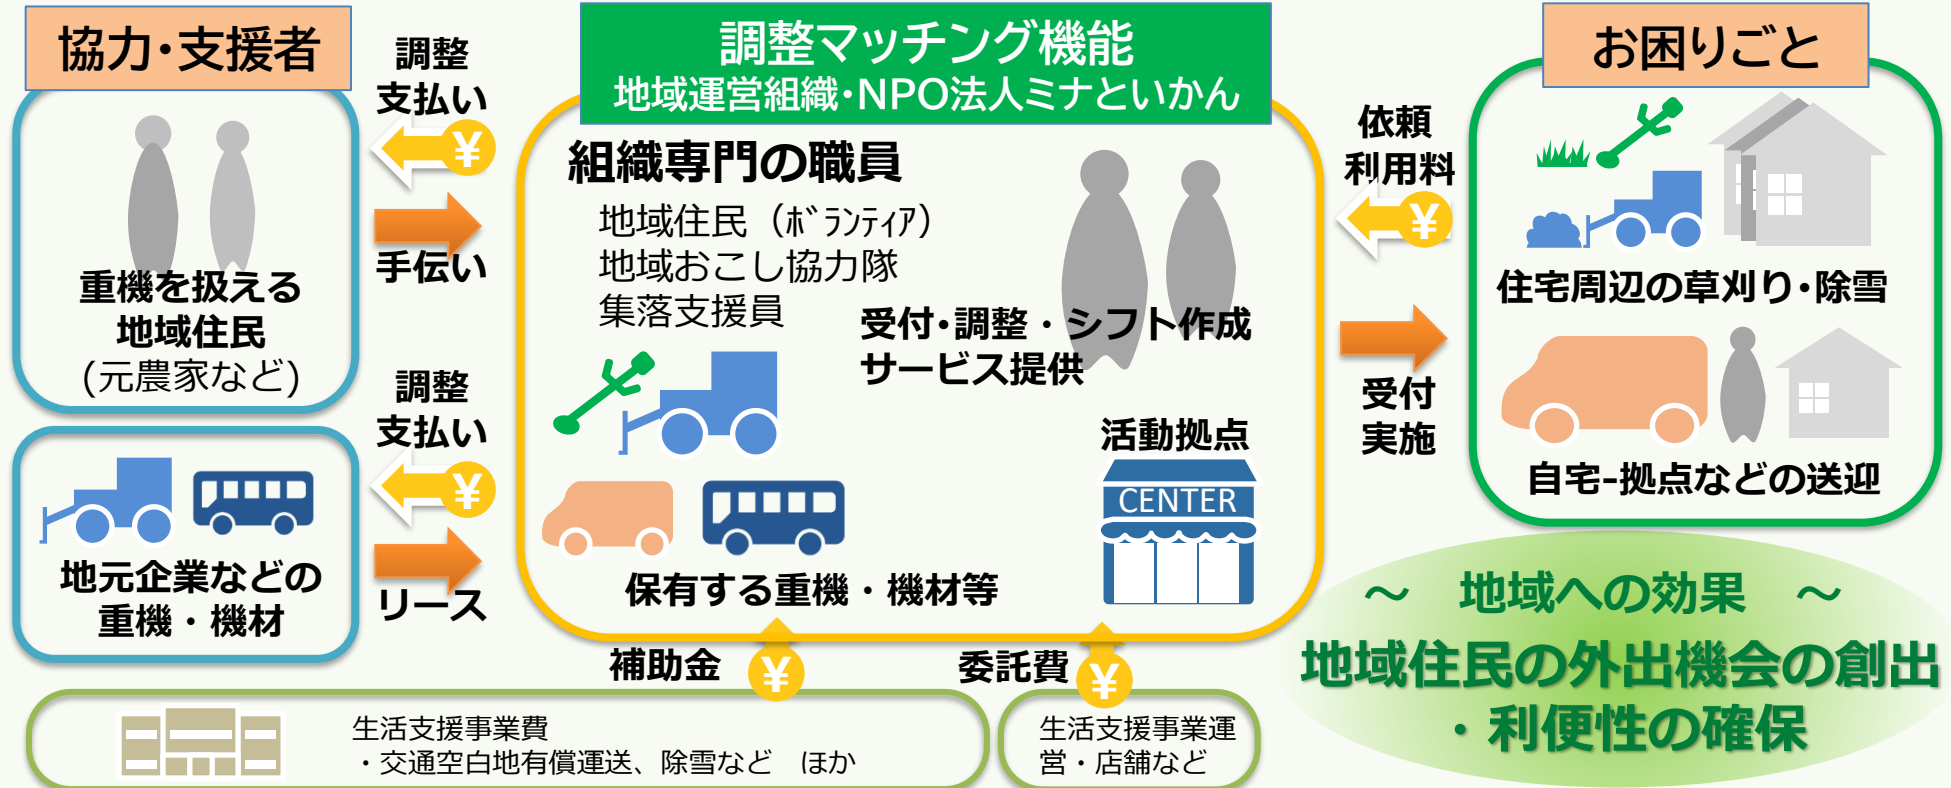 協力・支援者
調整
支払い
¥
手伝い
重機を扱える
地域住民
(元農家など)
調整
支払い
¥
リース
地元企業などの
重機・機材
調整マッチング機能
地域運営組織・NPO法人ミナといかん
組織専門の職員
地域住民（ﾎﾞﾗﾝﾃｨｱ）
地域おこし協力隊
集落支援員
受付・調整・シフト作成
サービス提供
活動拠点
CENTER
保有する重機・機材等
依頼
利用料
¥
受付
実施
お困りごと
住宅周辺の草刈り・除雪
自宅-拠点などの送迎
補助金
¥
委託費
¥
生活支援事業費
・交通空白地有償運送、除雪など　ほか
生活支援事業運
営・店舗など
～　地域への効果　～
地域住民の外出機会の創出
・利便性の確保